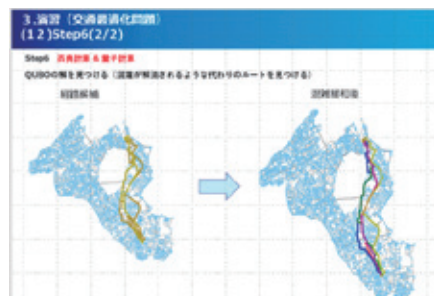 3.演習（交通最適化問題）
(12)Step6(2/2)
Step6 古典計算 & 量子計算
QUBOの解を見つける（混雑が解消されるような代わりのルートを見つける）
経路候補
混雑緩和後